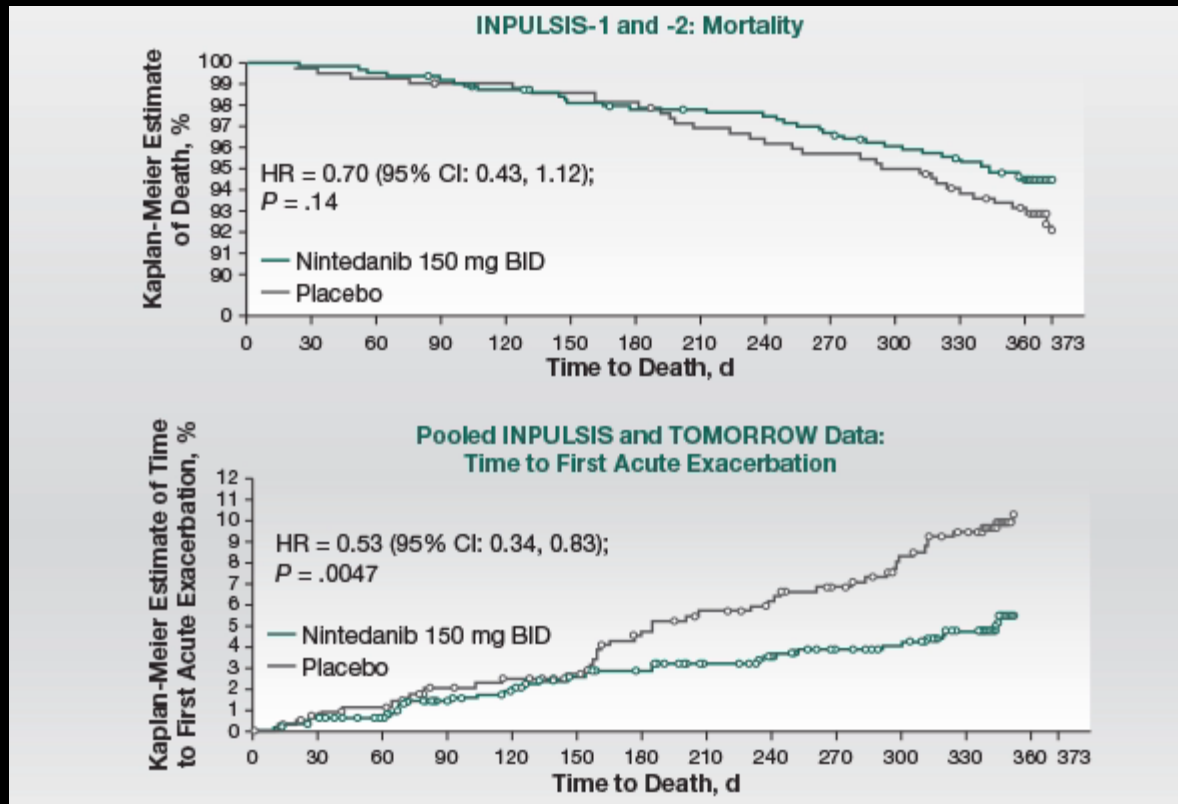 INPULSIS-1 and -2: Mortality
Kaplan-Meier Estimate
of Death, %
100
99
98
97
96
95
94
93
92
91
90
0
HR = 0.70 (95% CI: 0.43, 1.12);
P = .14
Nintedanib 150 mg BID
Placebo
0 30 60 90 120 150 180 210 240 270 300 330 360 373
Time to Death, d
Pooled INPULSIS and TOMORROW Data:
Time to First Acute Exacerbation
Kaplan-Meier Estimate of Time
to First Acute Exacerbation, %
12
11
10
9
8
7
6
5
4
3
2
1
0
HR = 0.53 (95% CI: 0.34, 0.83);
P = .0047
Nintedanib 150 mg BID
Placebo
0 30 60 90 120 150 180 210 240 270 300 330 360 373
Time to Death, d